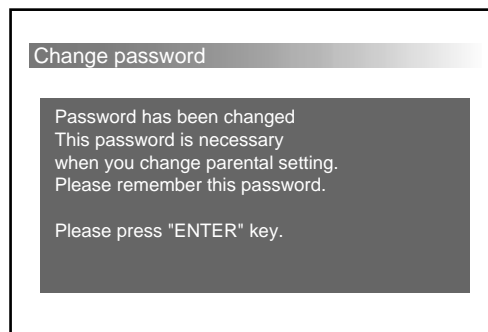 Change password
Password has been changed
This password is necessary
when you change parental setting.
Please remember this password.
Please press "ENTER" key.